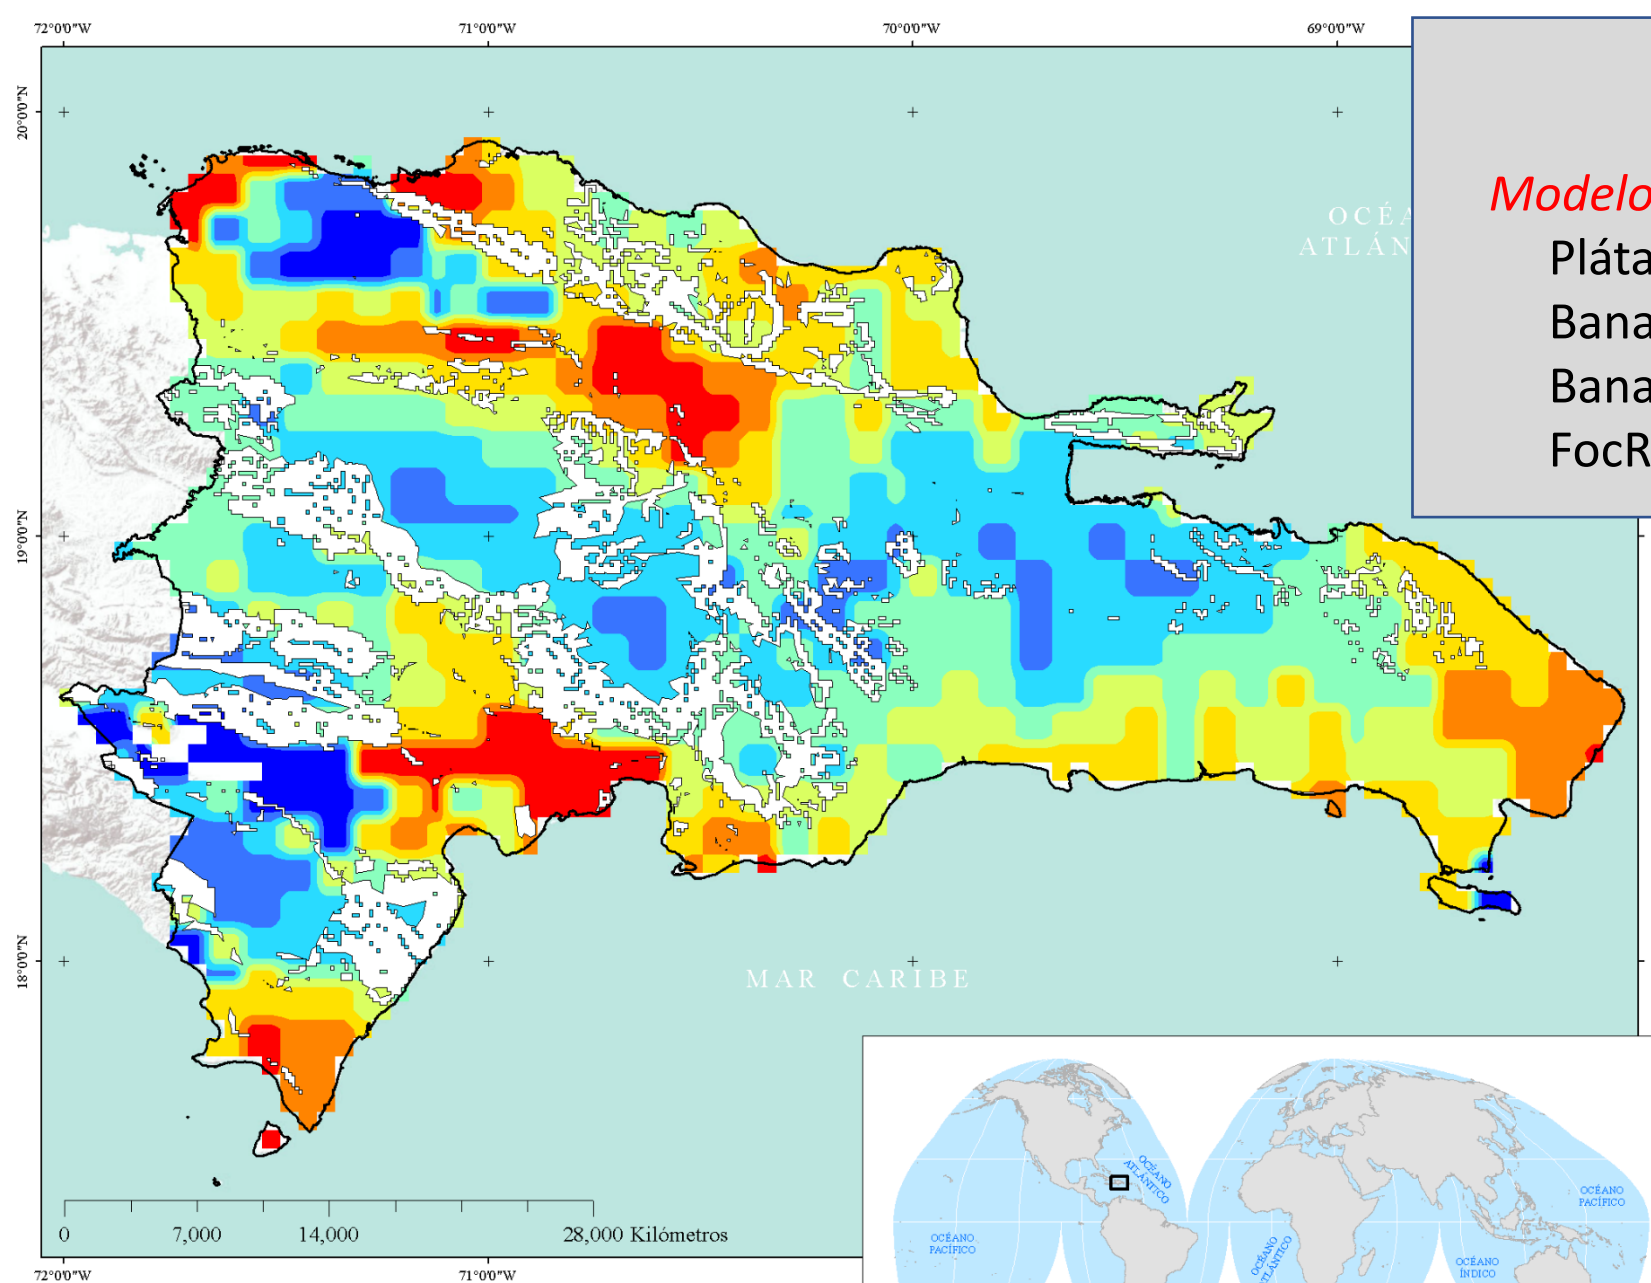 72°0'0"W
71°0'0"W
70°0'0"W
69°0'0"W
20°0'0"N
19°0'0"N
18°0'0"N
OCÉA
ATLÁN
Modelo
Pláta
Bana
Bana
FocR
MAR CARIBE
0
7,000
14,000
28,000 Kilómetros
72°0'0"W
71°0'0"W
OCÉANO
ATLÁNTICO
OCÉANO
PACÍFICO
OCÉANO
PACÍFICO
OCÉANO
TLÁNTICO
OCÉANO
ÍNDICO